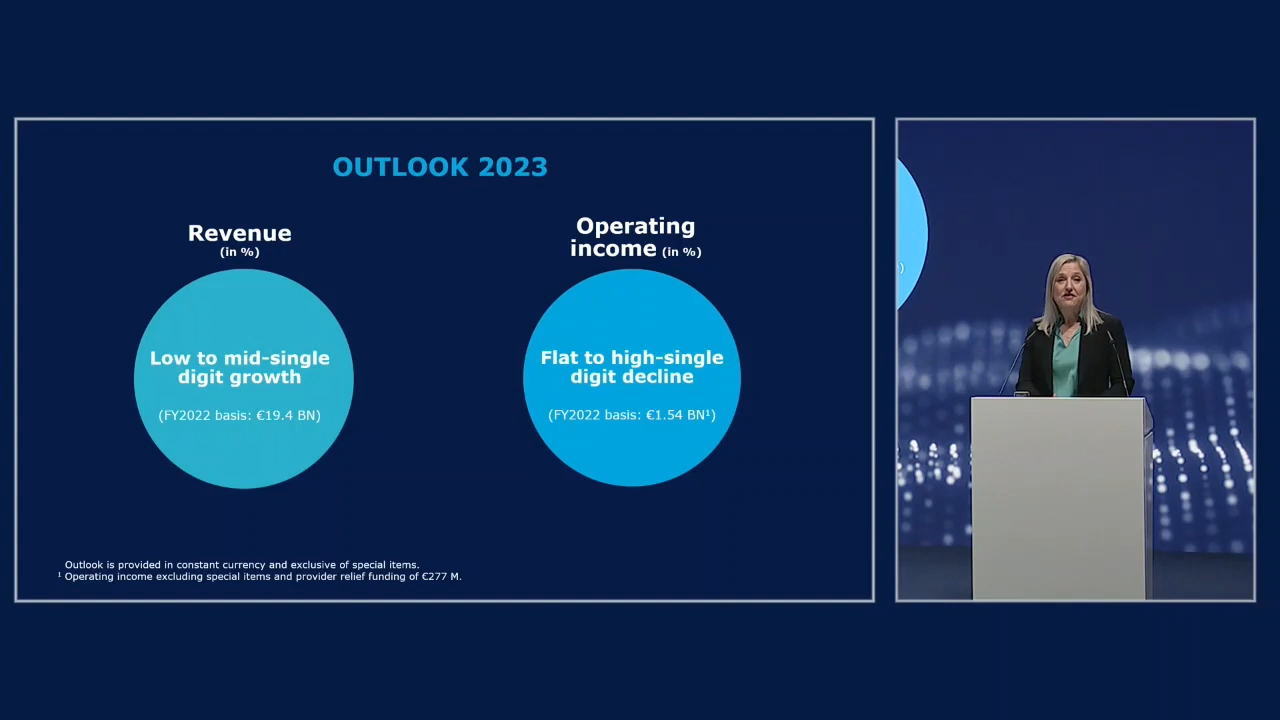 OUTLOOK 2023
Revenue
(in %)
Low to mid-single
digit growth
(FY2022 basis: €19.4 BN)
Operating
income (in %)
Flat to high-single
digit decline
(FY2022 basis: €1.54 BN¹)
Outlook is provided in constant currency and exclusive of special items.
¹ Operating income excluding special items and provider relief funding of €277 M.
)